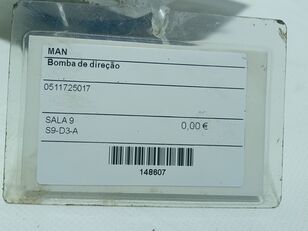 MAN
Bomba de direção
0511725017
SALA 9
0,00 €
S9-D3-A
148607